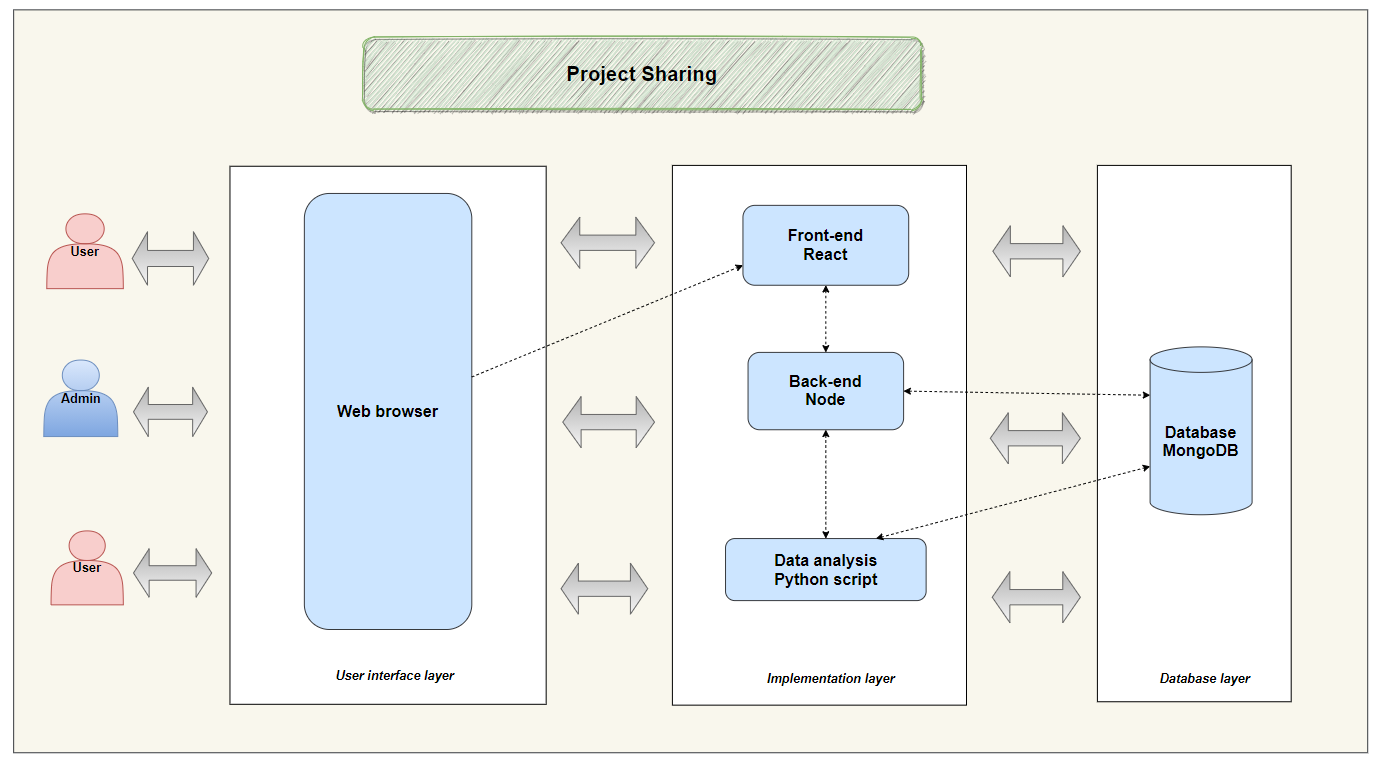 Project Sharing
User
Admin
User
Web browser
User interface layer
Front-end
React
Back-end
Node
Data analysis
Python script
Implementation layer
Database
MongoDB
Database layer